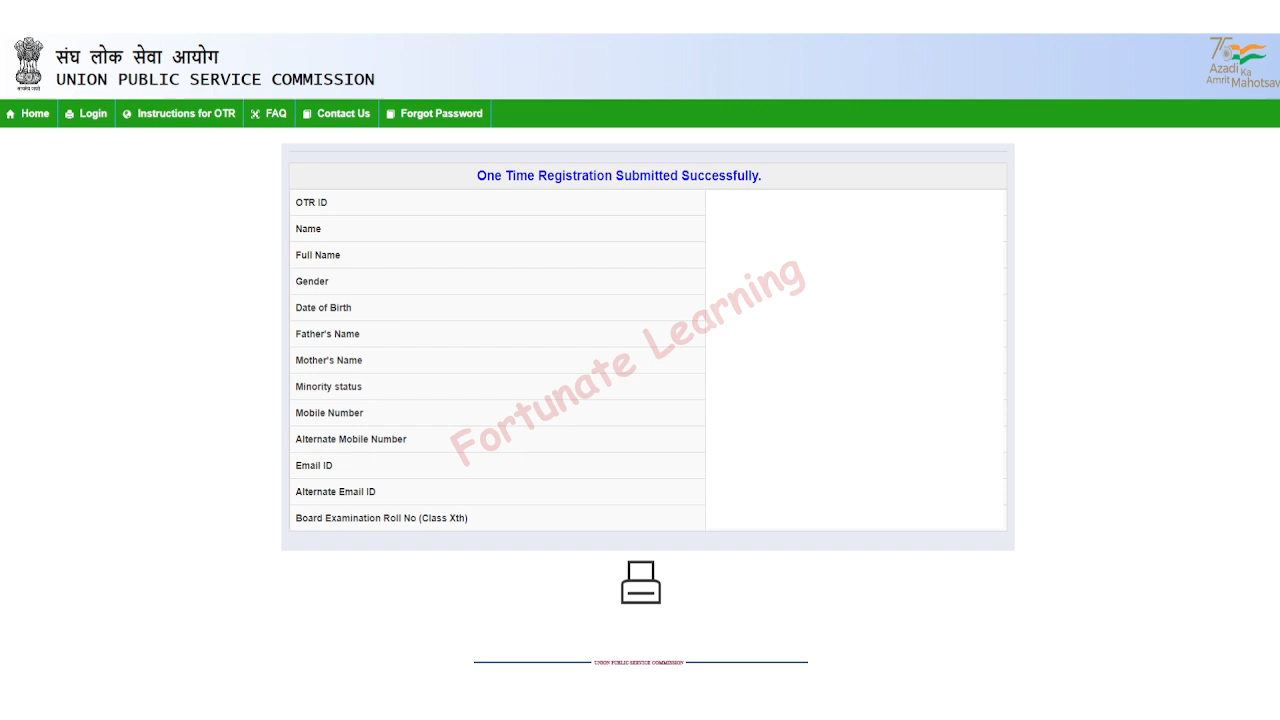 संघ लोक सेवा आयोग
UNION PUBLIC SERVICE COMMISSION
75
Azadi Ka
Amrit Mahotsav
Home Login Instructions for OTR FAQ Contact Us Forgot Password
One Time Registration Submitted Successfully.
OTR ID
Name
Full Name
Gender
Date of Birth
Father's Name
Mother's Name
Minority status
Mobile Number
Alternate Mobile Number
Email ID
Alternate Email ID
Board Examination Roll No (Class Xth)
Fortunate Learning
UNION PUBLIC SERVICE COMMISSION